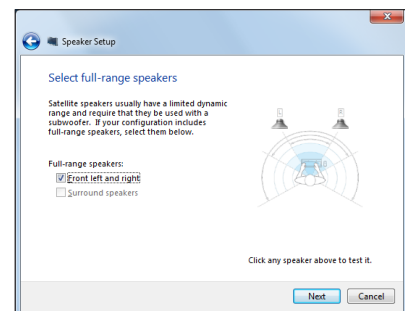 Speaker Setup
Select full-range speakers
Satellite speakers usually have a limited dynamic
range and require that they be used with a
subwoofer. If your configuration includes
full-range speakers, select them below.
Full-range speakers:
Front left and right
Surround speakers
L R
Click any speaker above to test it.
Next Cancel